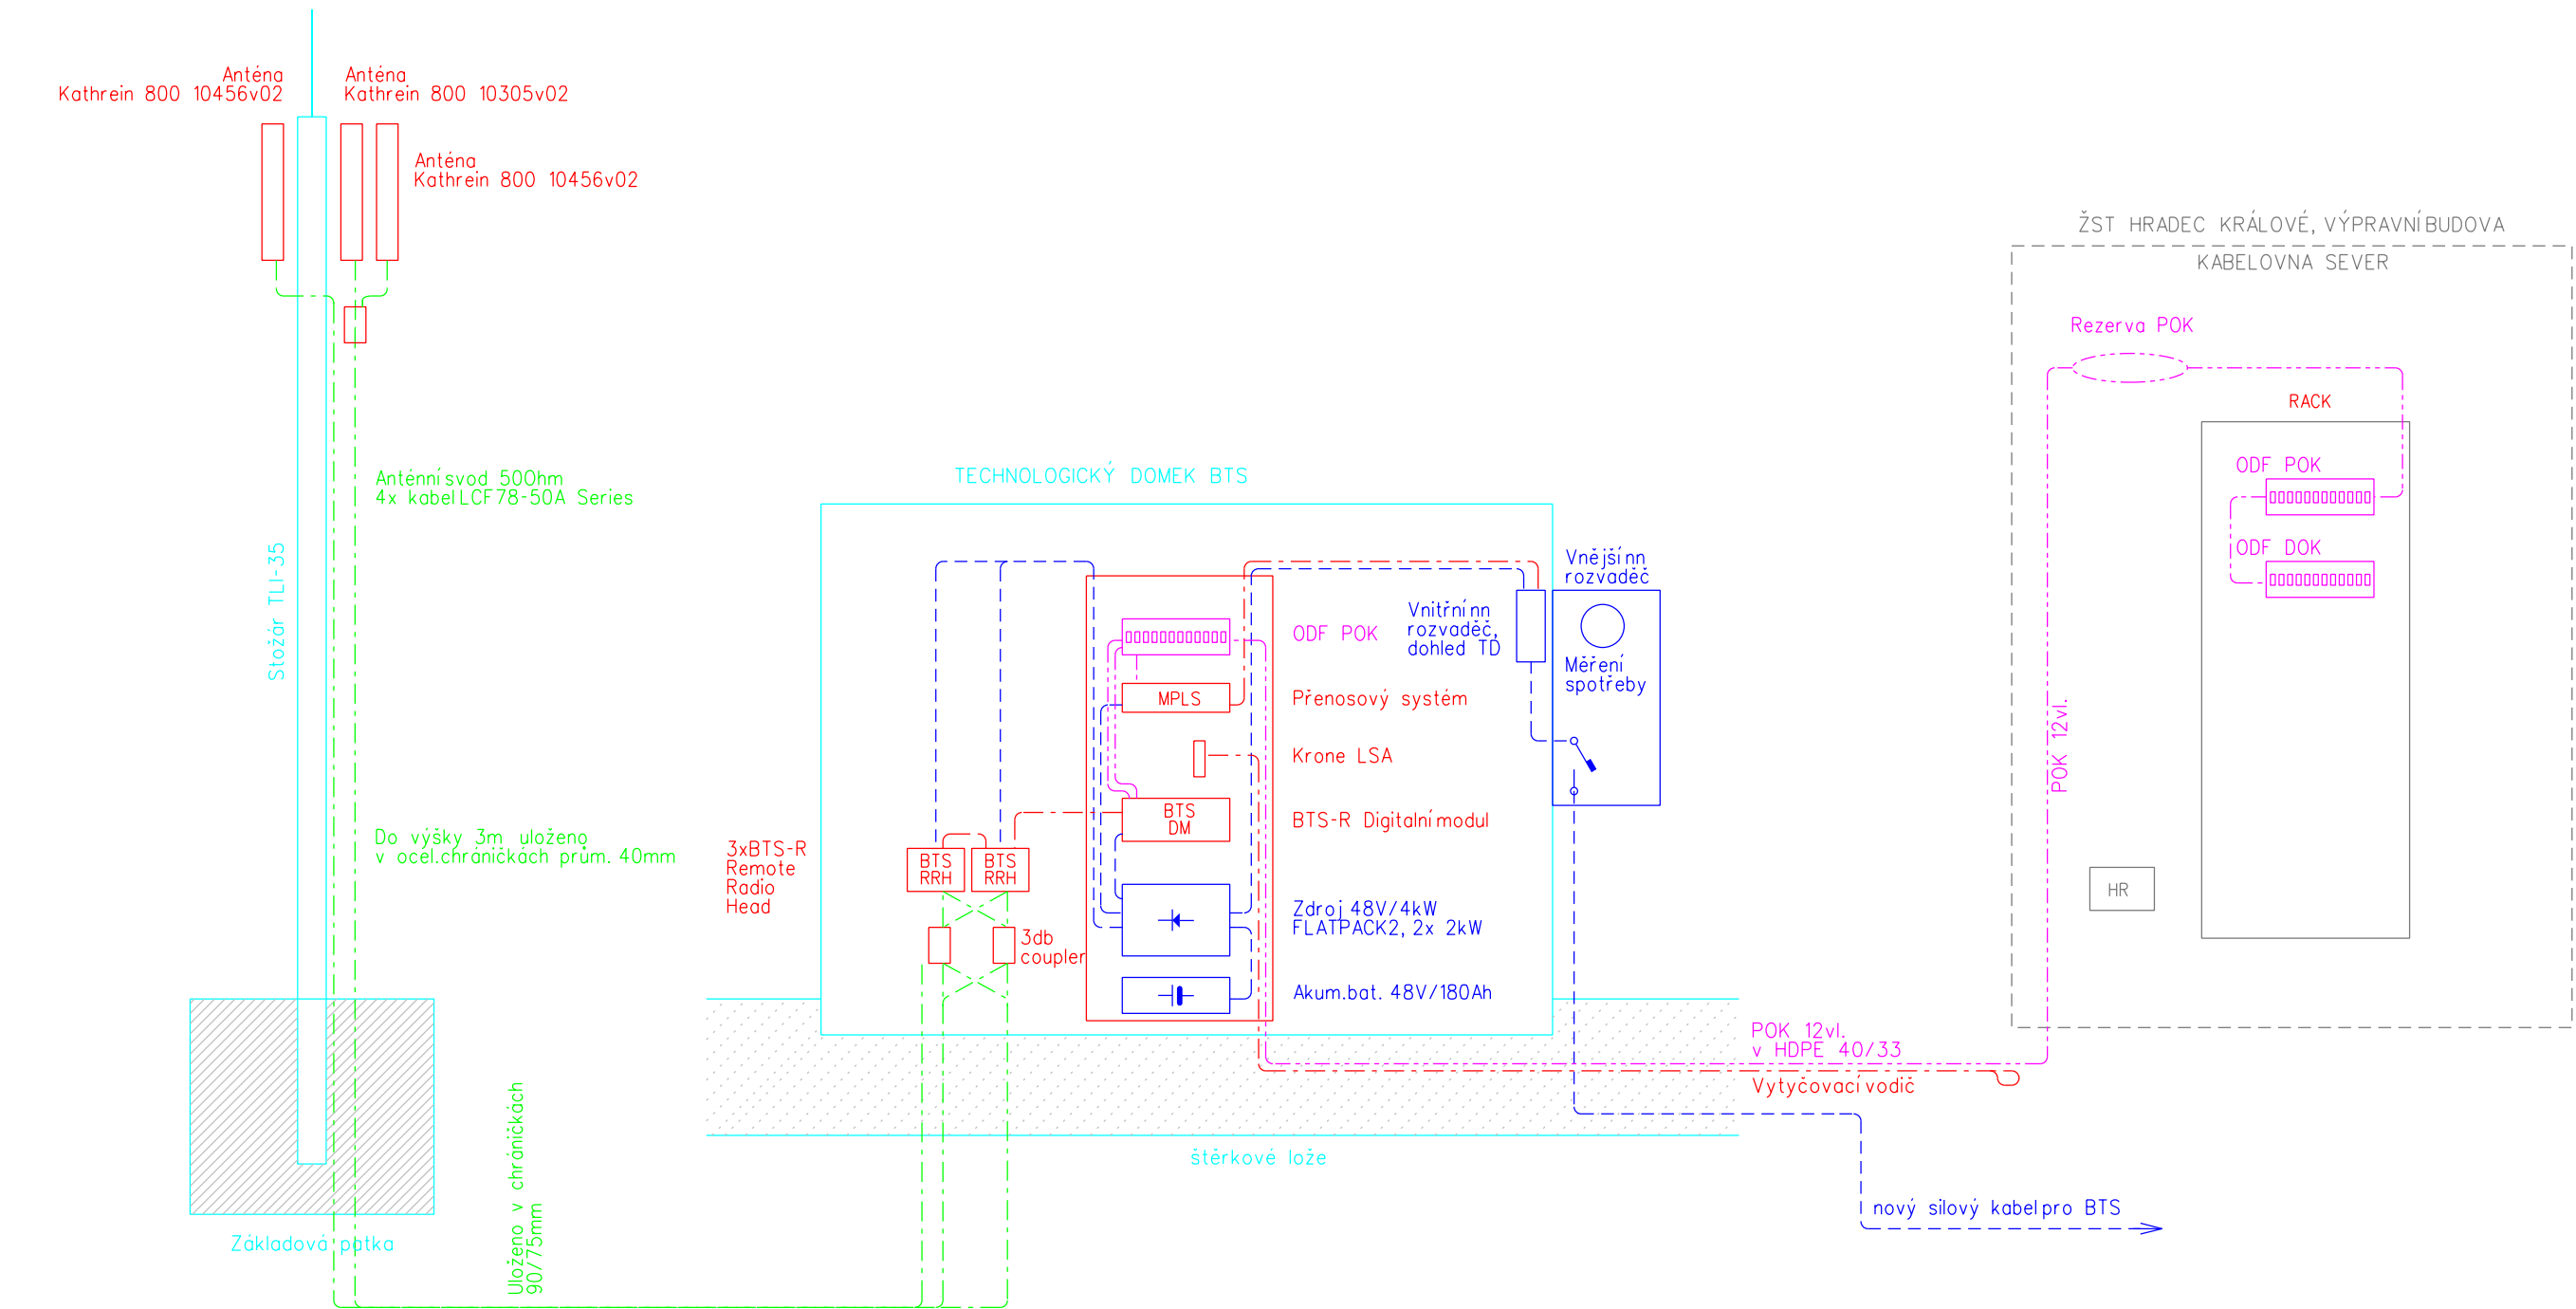 Anténa
Kathrein 800 10456v02
Anténa
Kathrein 800 10305v02
Anténa
Kathrein 800 10456v02
Anténní svod 50Ohm
4x kabel LCF78-50A Series
Stožár TLI-35
Do výšky 3m uloženo
v ocel.chráničkách prům. 40mm
Základová patka
Uloženo v chráničkách
90/75mm
TECHNOLOGICKÝ DOMEK BTS
3xBTS-R
Remote
Radio
Head
BTS
RRH
BTS
RRH
3db
coupler
ODF POK
MPLS
Přenosový systém
Krone LSA
BTS
DM
BTS-R Digitalní modul
Zdroj 48V/4kW
FLATPACK2, 2x 2kW
Akum.bat. 48V/180Ah
Vnitřní nn
rozvaděč,
dohled TD
Vnější nn
rozvaděč
Měření
spotřeby
štěrkové lože
POK 12vl.
v HDPE 40/33
Vytyčovací vodič
nový silový kabel pro BTS
ŽST HRADEC KRÁLOVÉ, VÝPRAVNÍ BUDOVA
KABELOVNA SEVER
Rezerva POK
RACK
ODF POK
ODF DOK
POK 12vl.
HR